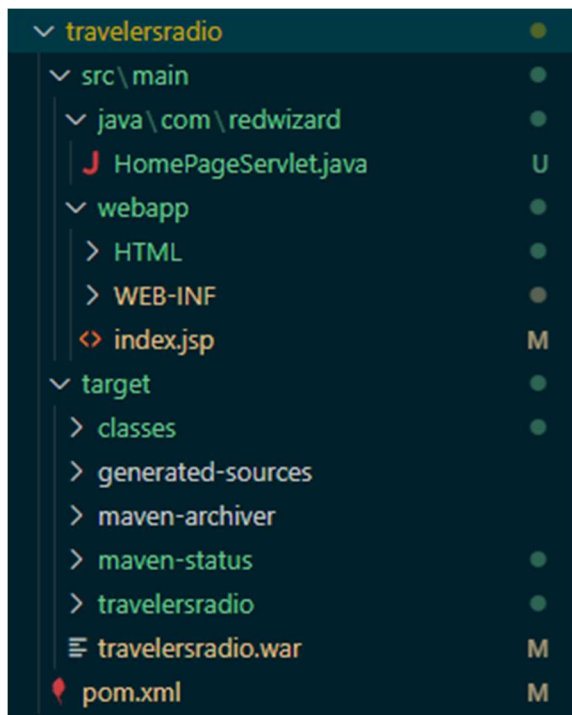 travelersradio
src\main
java\com\redwizard
HomePageServlet.java U
webapp
HTML
WEB-INF
index.jsp M
target
classes
generated-sources
maven-archiver
maven-status
travelersradio
travelersradio.war M
pom.xml M